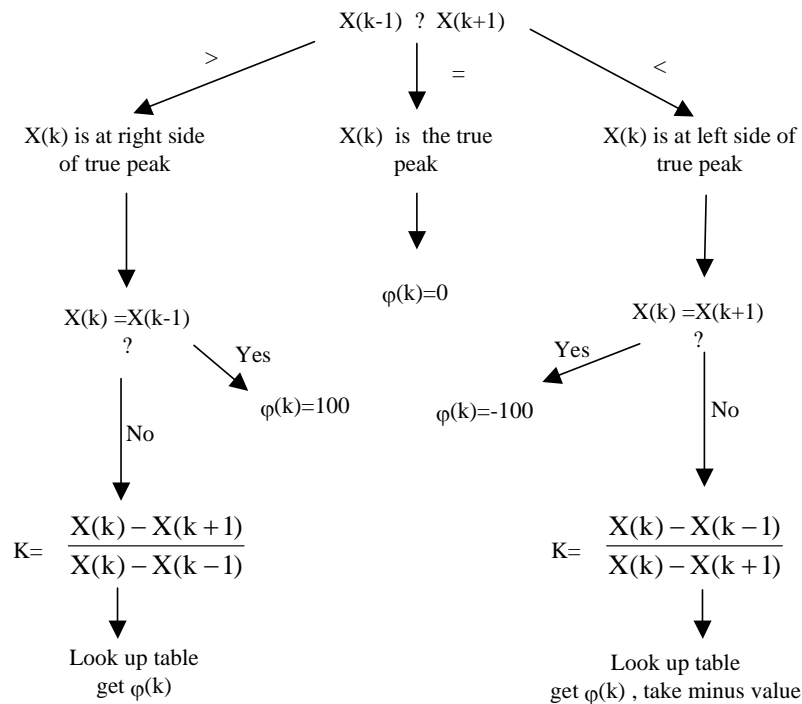 X(k-1) ? X(k+1)
>
=
<
X(k) is at right side
of true peak
X(k) is the true
peak
X(k) is at left side of
true peak
φ(k)=0
X(k) =X(k-1)
?
X(k) =X(k+1)
?
Yes
Yes
φ(k)=100
φ(k)=-100
No
No
K= X(k) − X(k + 1)
X(k) − X(k − 1)
K= X(k) − X(k − 1)
X(k) − X(k + 1)
Look up table
get φ(k)
Look up table
get φ(k) , take minus value